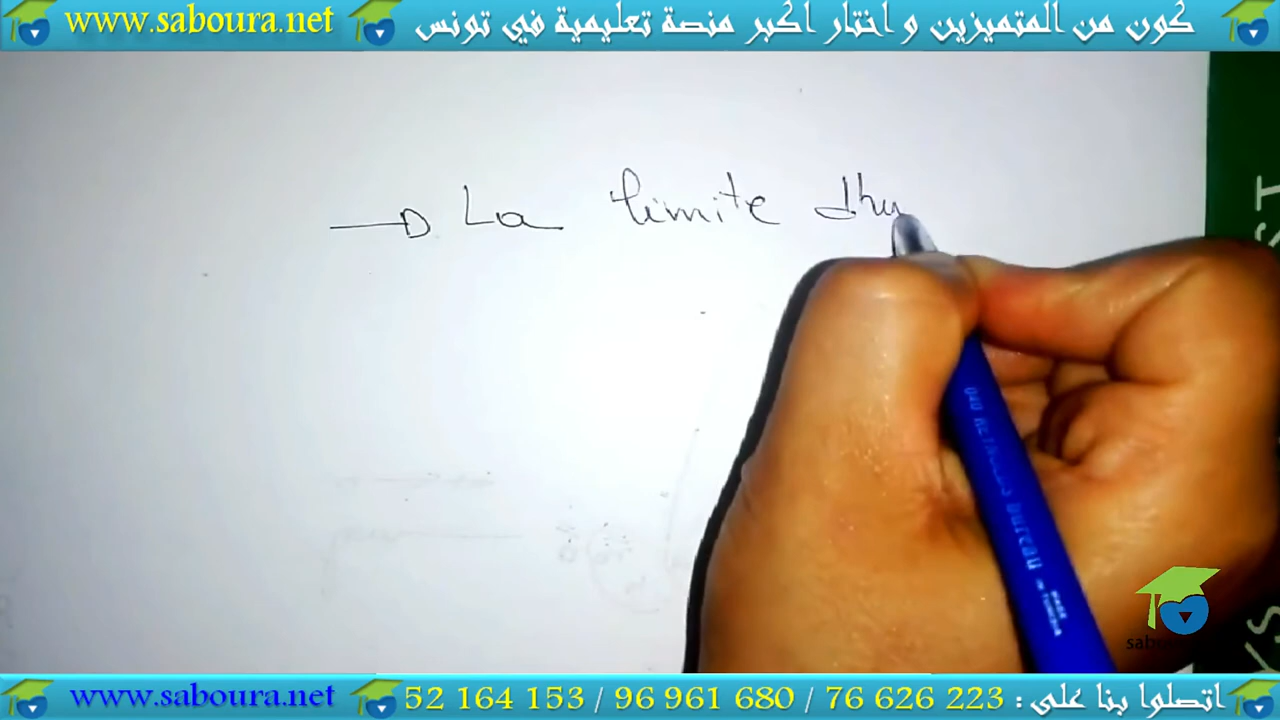 www.saboura.net كون من المتميزين و اختار اكبر منصة تعليمية في تونس
→ La limite d'hu
www.saboura.net 52 164 153 / 96 961 680 / 76 626 223 : اتصلوا بنا على